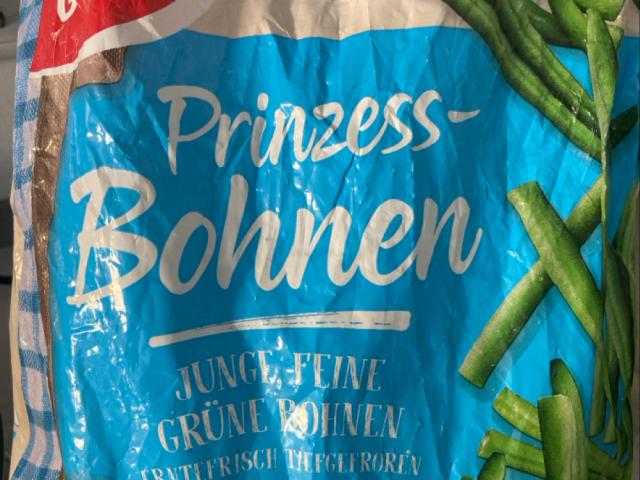 Prinzess-
Bohnen
JUNGE, FEINE
GRÜNE BOHNEN
ERNTEFRISCH TIEFGEFROREN